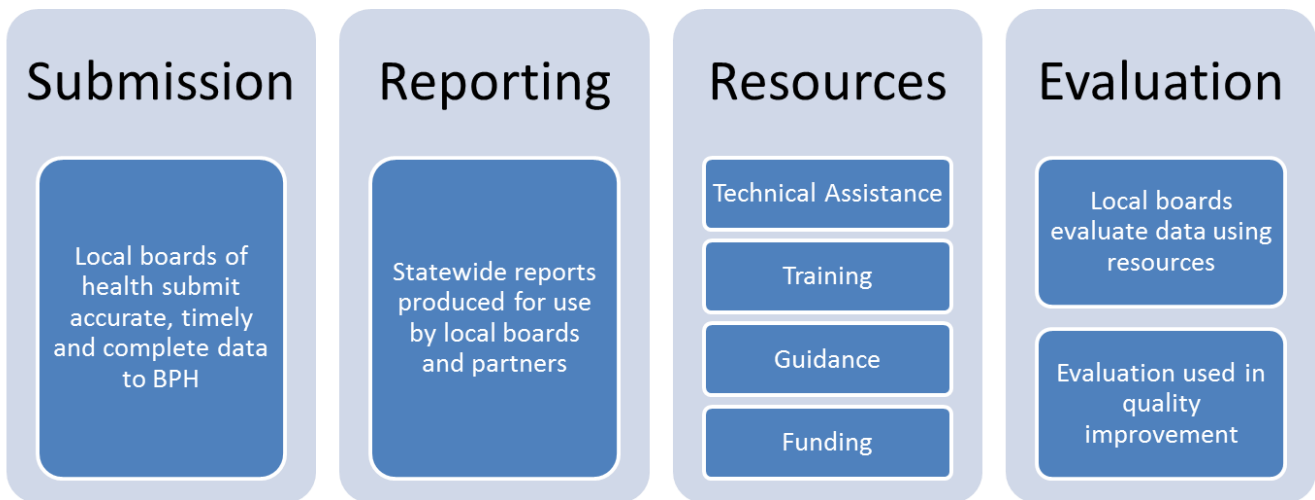 Submission
Local boards of
health submit
accurate, timely
and complete data
to BPH
Reporting
Statewide reports
produced for use
by local boards
and partners
Resources
Technical Assistance
Training
Guidance
Funding
Evaluation
Local boards
evaluate data using
resources
Evaluation used in
quality
improvement